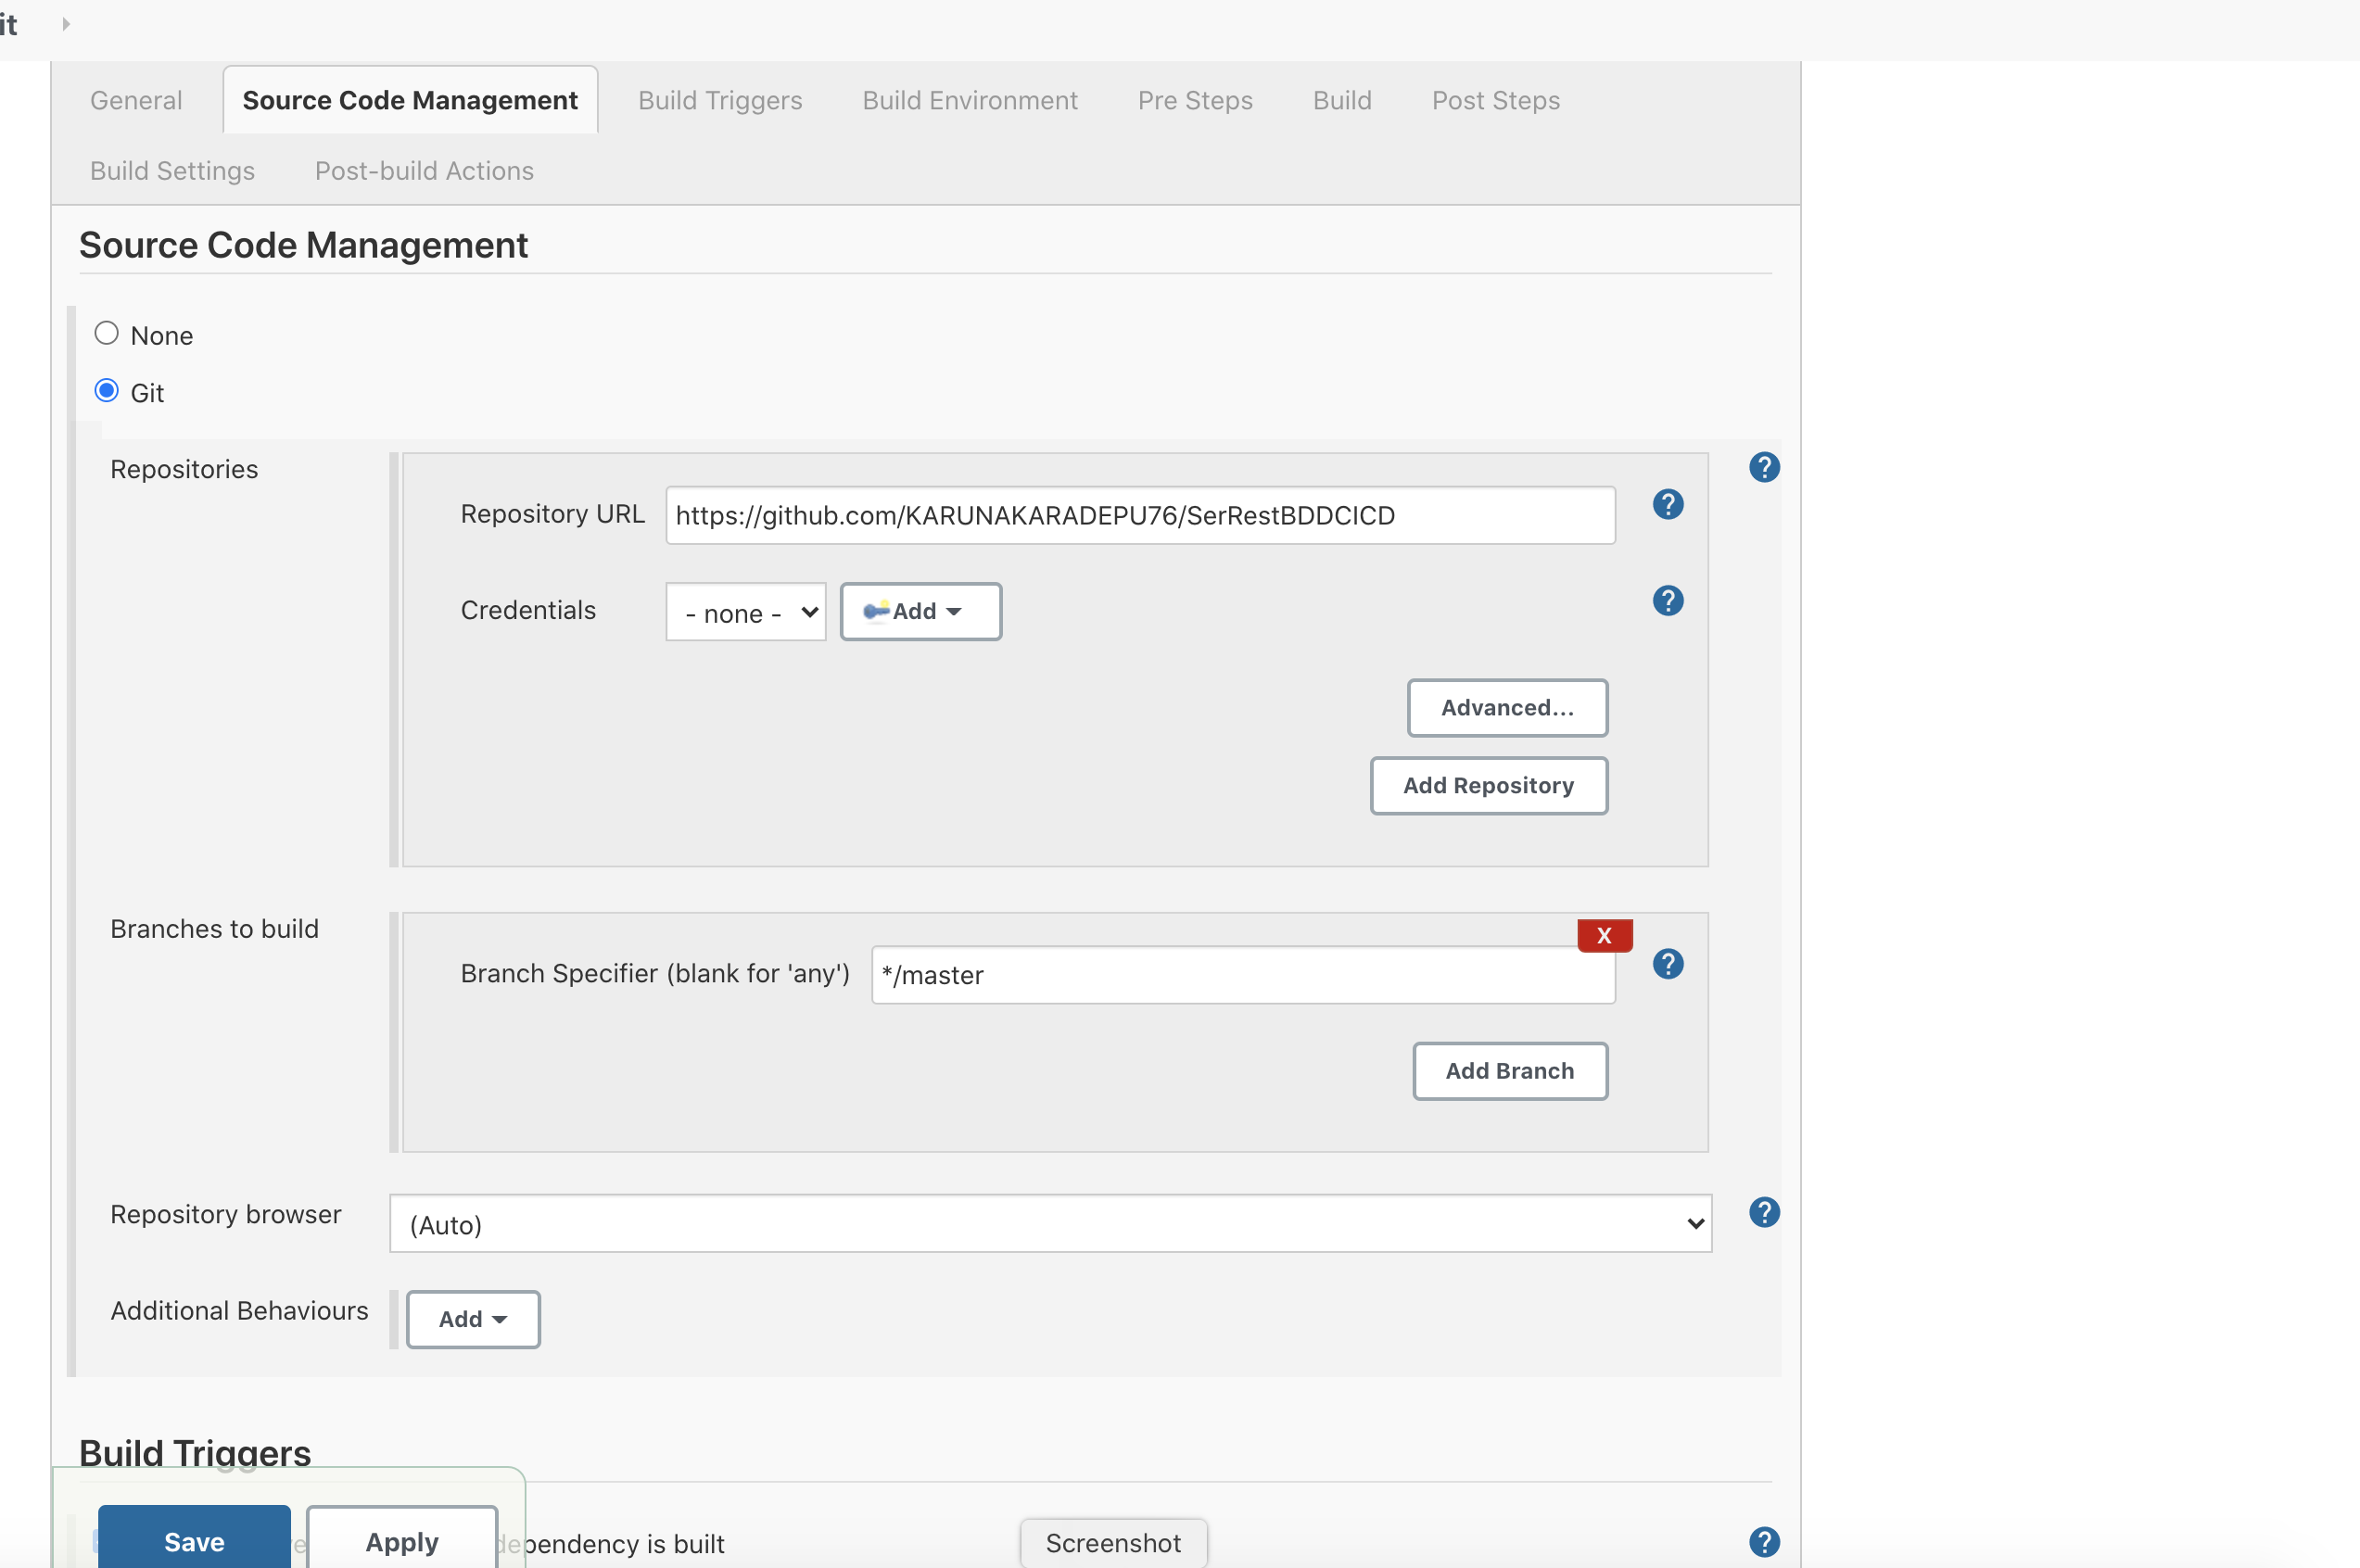 it
General Source Code Management Build Triggers Build Environment Pre Steps Build Post Steps
Build Settings Post-build Actions
Source Code Management
None
Git
Repositories
Repository URL https://github.com/KARUNAKARADEPU76/SerRestBDDCICD
Credentials - none - Add
Advanced...
Add Repository
Branches to build
X
Branch Specifier (blank for 'any') */master
Add Branch
Repository browser (Auto)
Additional Behaviours Add
Build Triggers
Save Apply dependency is built Screenshot